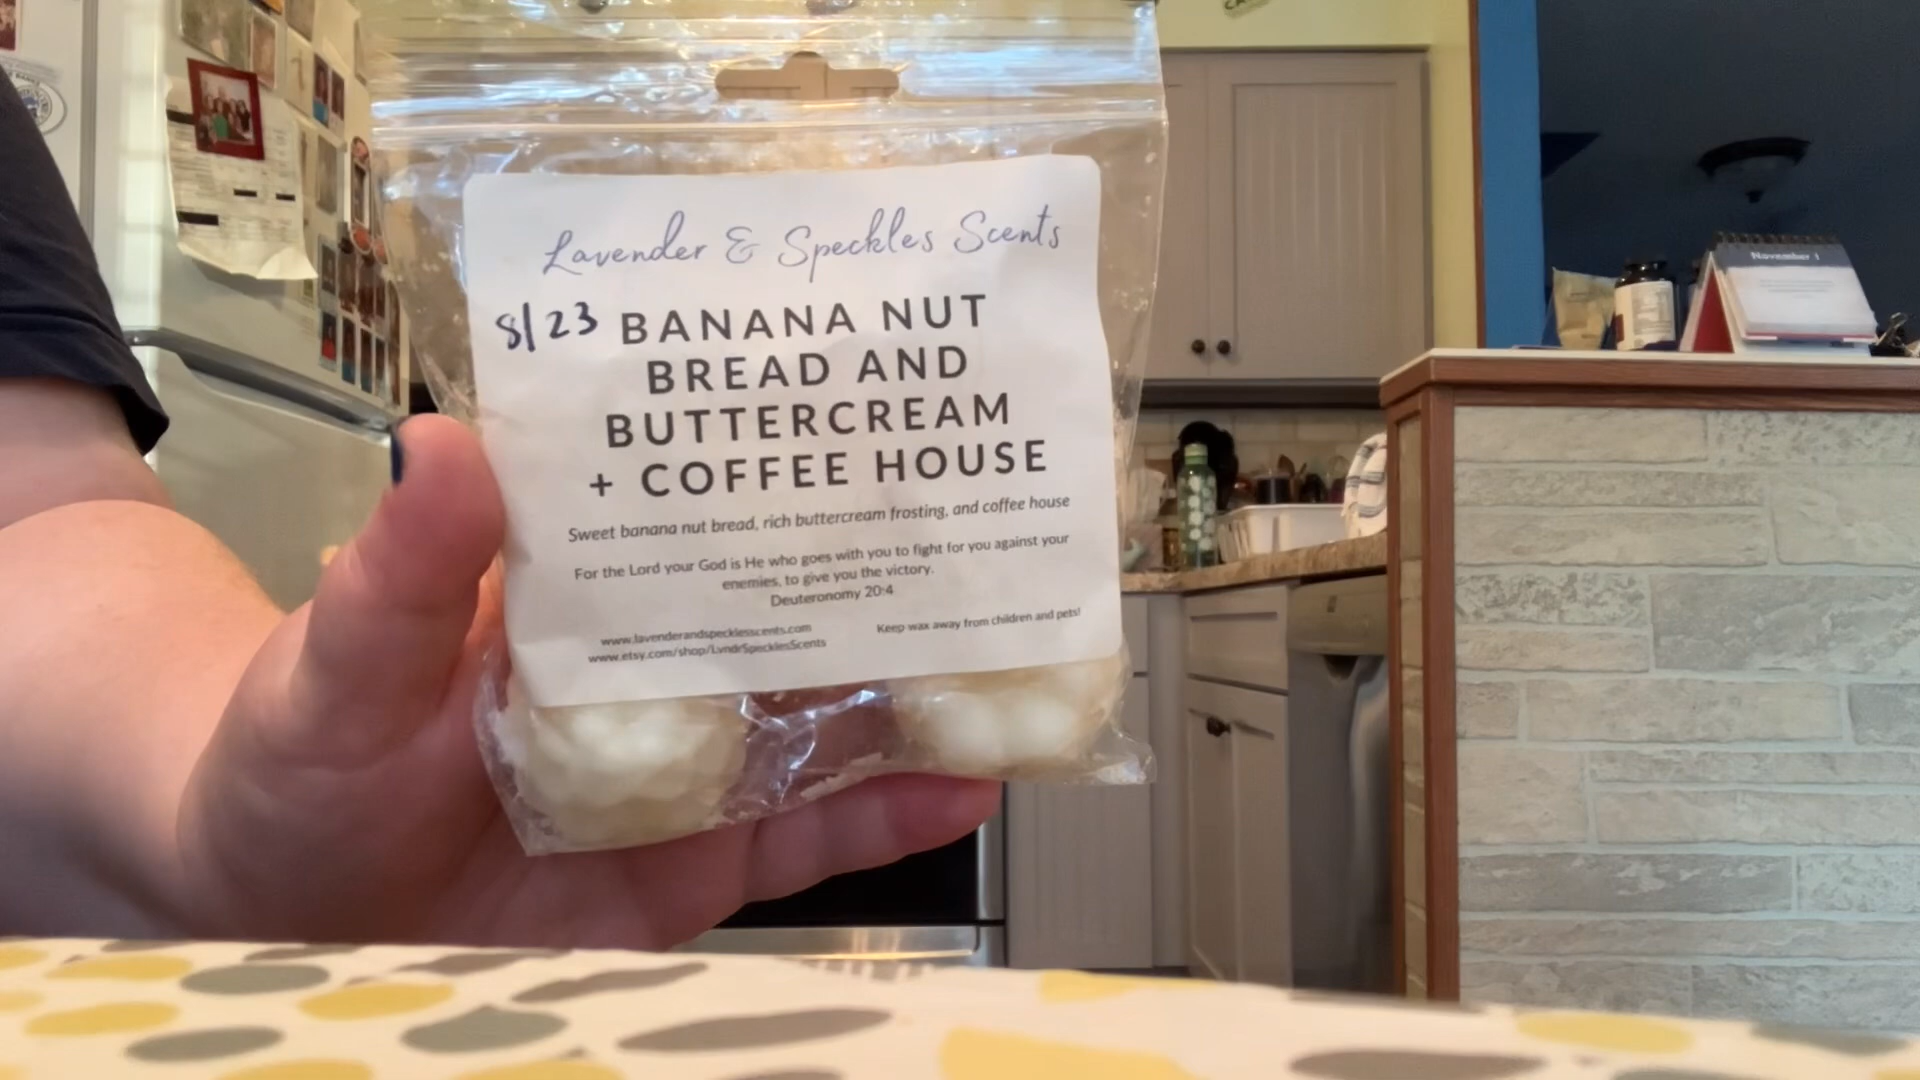 Lavender & Speckles Scents
8/23
BANANA NUT
BREAD AND
BUTTERCREAM
+ COFFEE HOUSE
Sweet banana nut bread, rich buttercream frosting, and coffee house
For the Lord your God is He who goes with you to fight for you against your
enemies, to give you the victory.
Deuteronomy 20:4
www.lavenderandspecklesscents.com
www.etsy.com/shop/LvndrSpecklesScents
Keep wax away from children and pets!
November 1